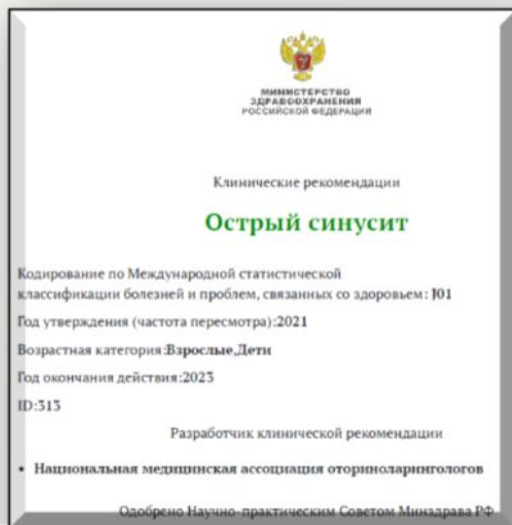 МИНИСТЕРСТВО
ЗДРАВООХРАНЕНИЯ
РОССИЙСКОЙ ФЕДЕРАЦИИ
Клинические рекомендации
Острый синусит
Кодирование по Международной статистической
классификации болезней и проблем, связанных со здоровьем: J01
Год утверждения (частота пересмотра):2021
Возрастная категория:Взрослые,Дети
Год окончания действия:2023
ID:313
Разработчик клинической рекомендации
• Национальная медицинская ассоциация оториноларингологов
Одобрено Научно-практическим Советом Минздрава РФ